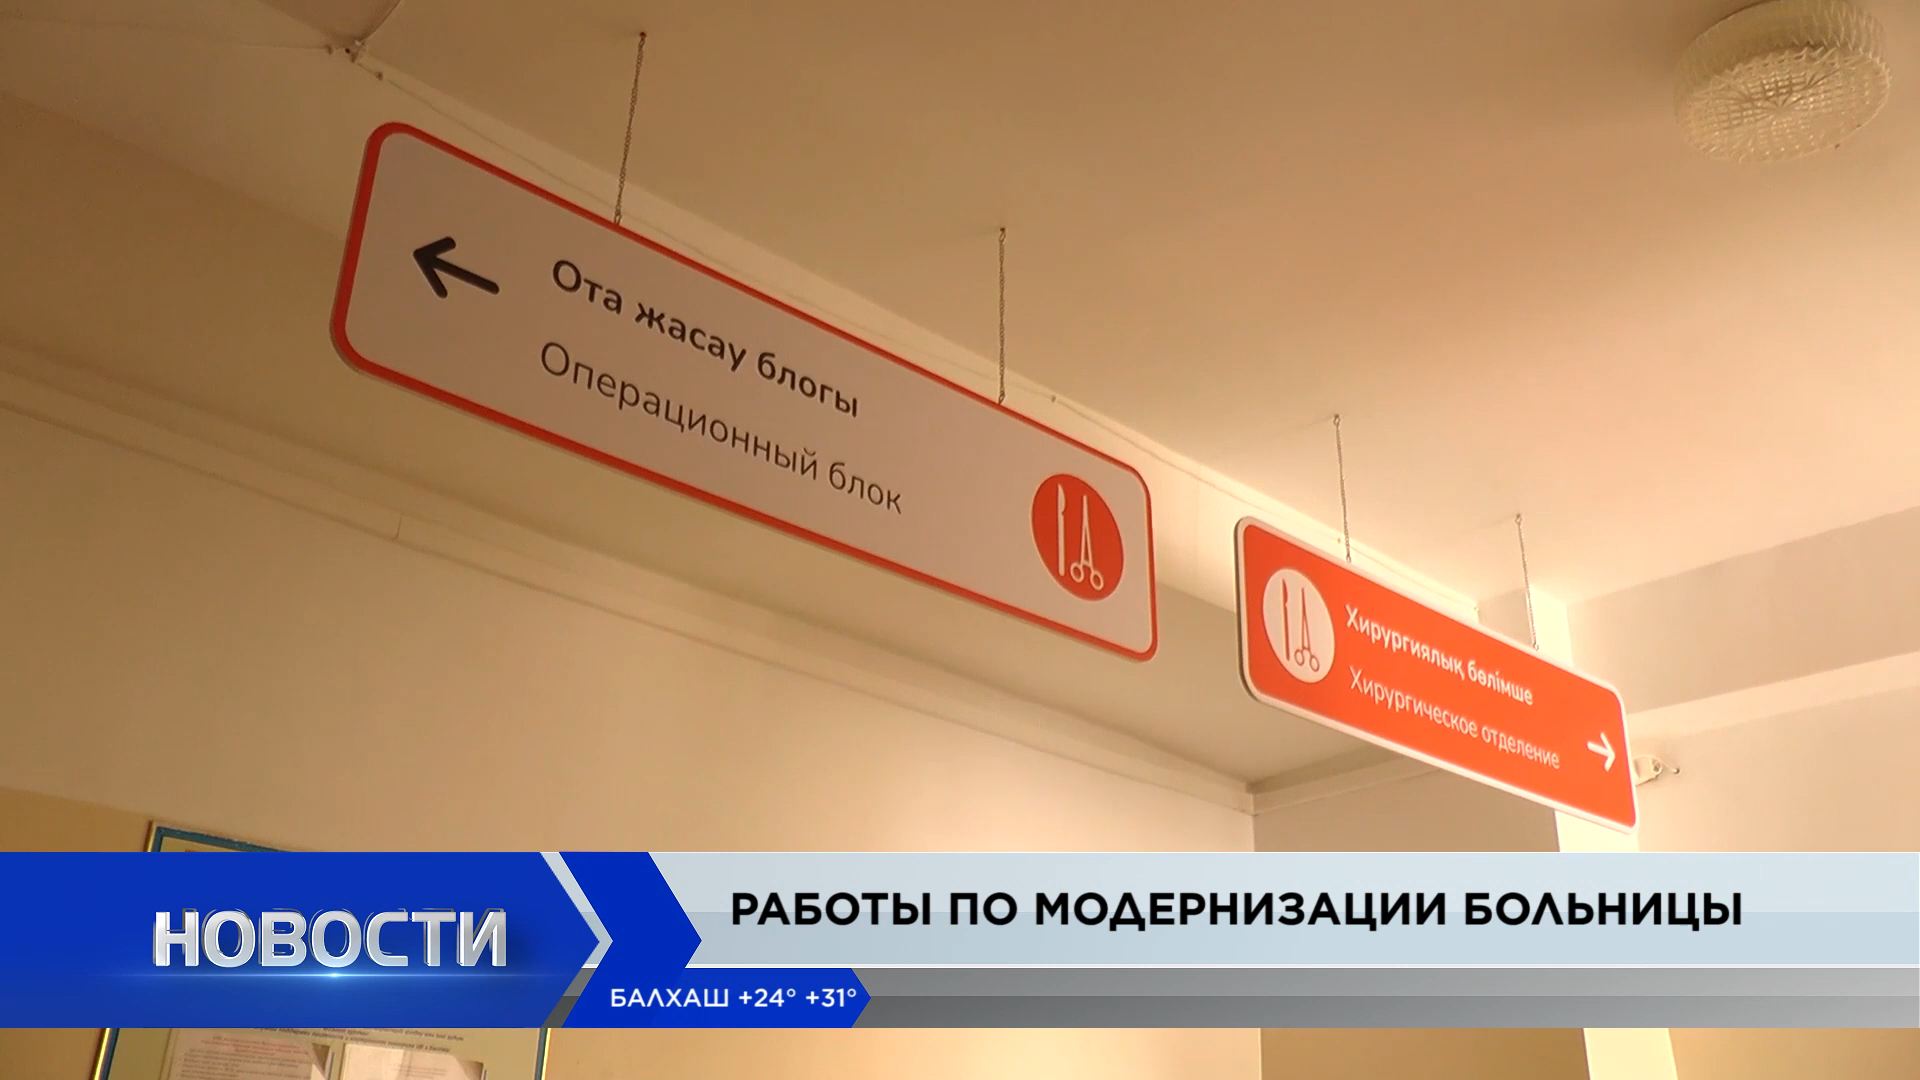 Ота жасау блогы
Операционный блок
Хирургиялық бөлімше
Хирургическое отделение
НОВОСТИ
РАБОТЫ ПО МОДЕРНИЗАЦИИ БОЛЬНИЦЫ
БАЛХАШ +24° +31°